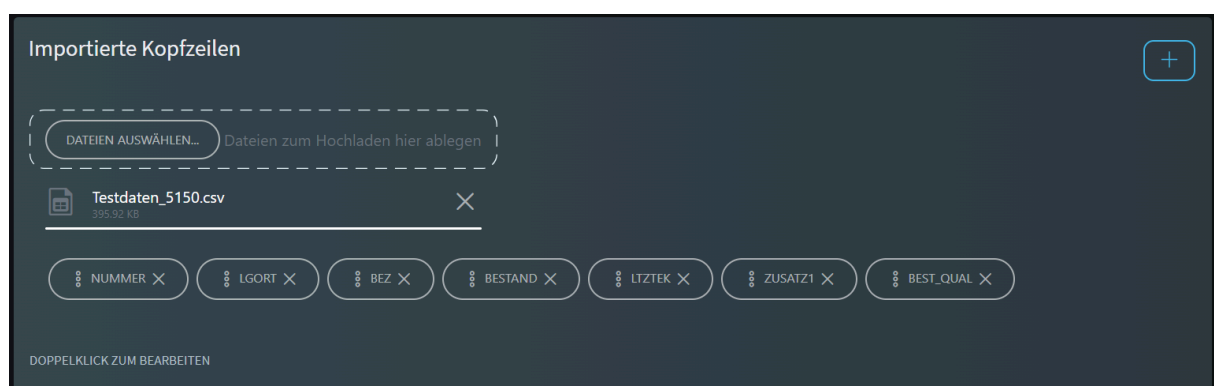 Importierte Kopfzeilen
DATEIEN AUSWÄHLEN... Dateien zum Hochladen hier ablegen
Testdaten_5150.csv
395.92 KB
NUMMER LGORT BEZ BESTAND LTZTEK ZUSATZ1 BEST_QUAL
DOPPELKLICK ZUM BEARBEITEN